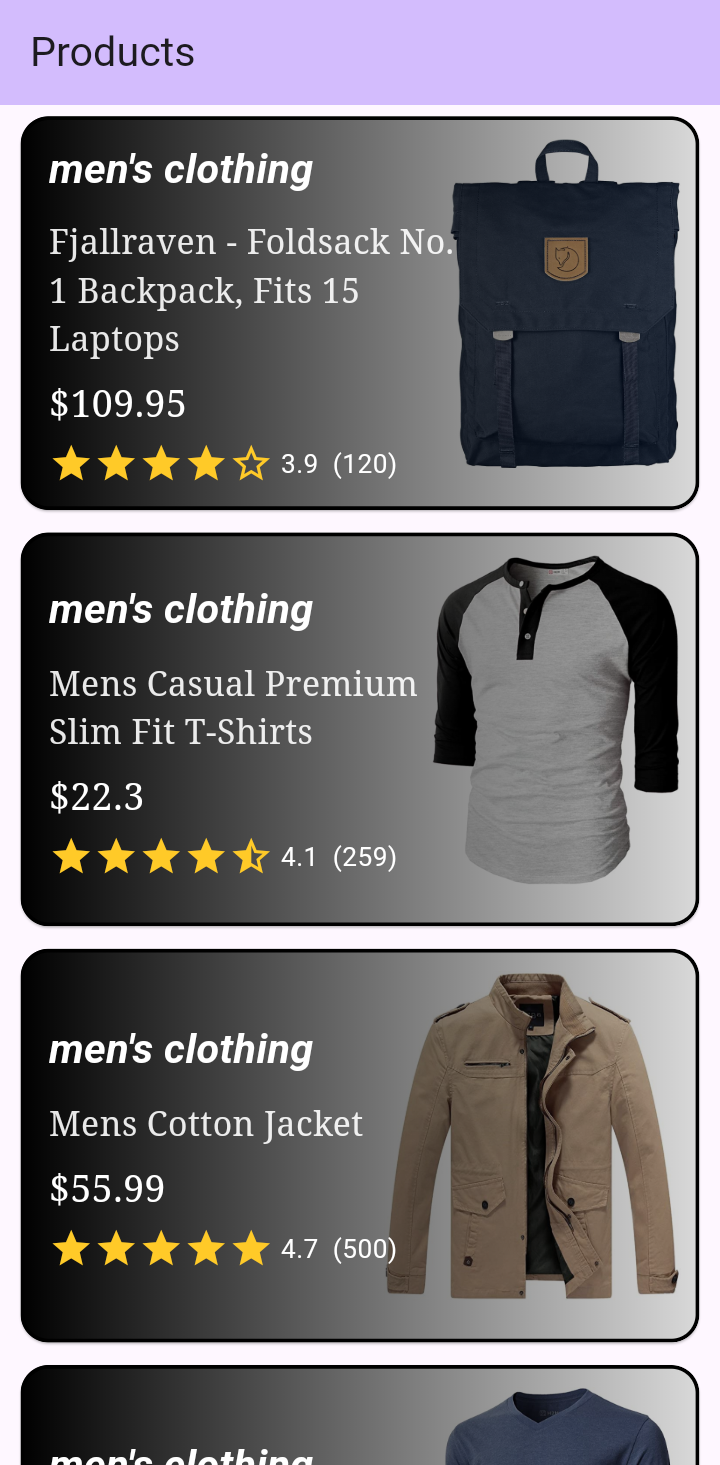 Products
men's clothing
Fjallraven - Foldsack No.
1 Backpack, Fits 15
Laptops
$109.95
3.9 (120)
men's clothing
Mens Casual Premium
Slim Fit T-Shirts
$22.3
4.1 (259)
men's clothing
Mens Cotton Jacket
$55.99
4.7 (500)
men's clothing